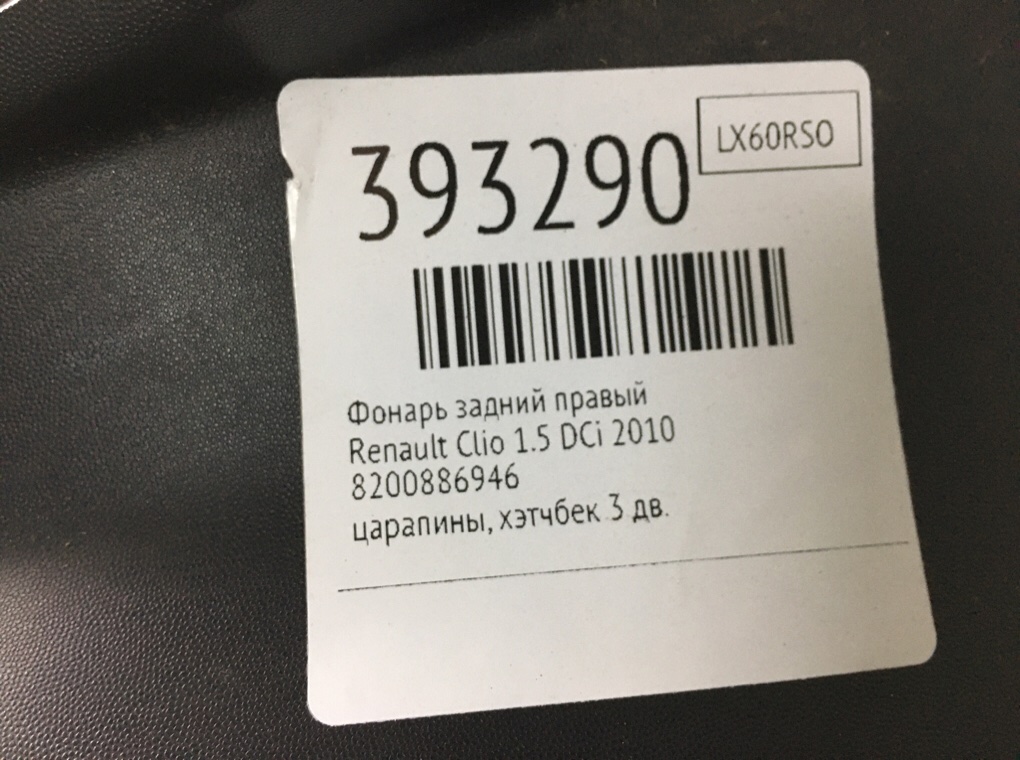 393290
LX60RSO
Фонарь задний правый
Renault Clio 1.5 DCi 2010
8200886946
царапины, хэтчбек 3 дв.